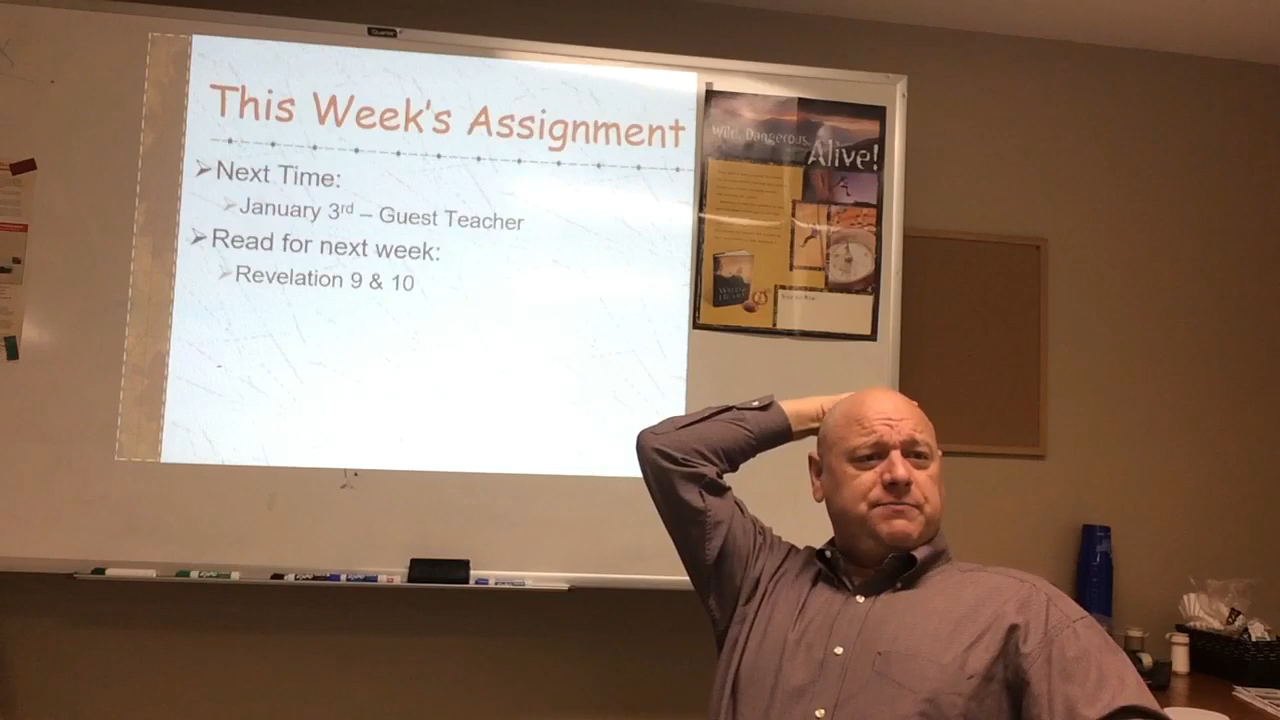 Quartet
This Week's Assignment
➢Next Time:
➢January 3rd – Guest Teacher
➢Read for next week:
➢Revelation 9 & 10
Wild, Dangerous,
Alive!